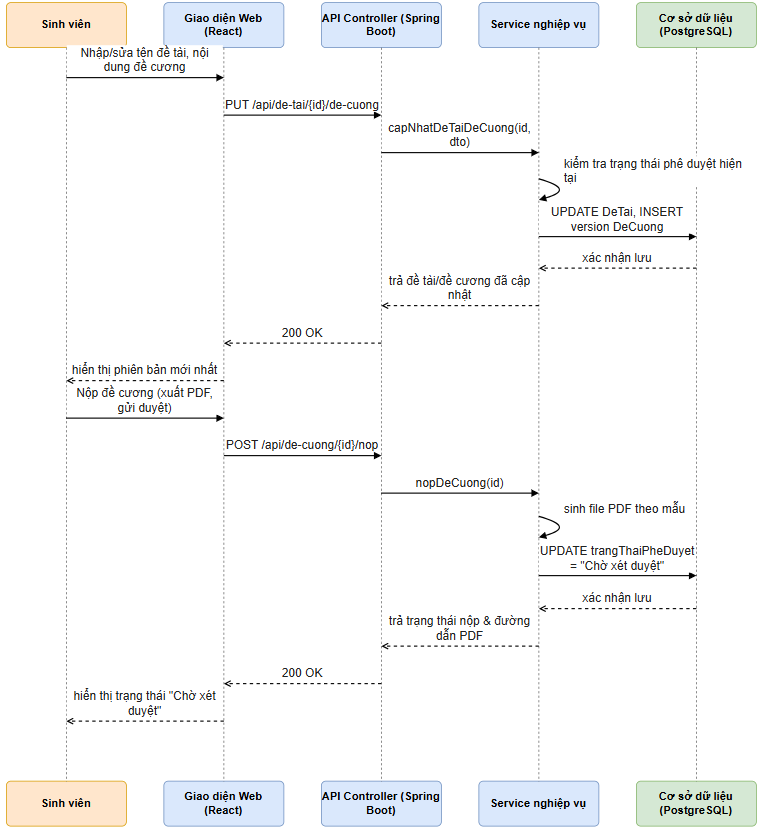 Sinh viên
Giao diện Web
(React)
API Controller (Spring
Boot)
Service nghiệp vụ
Cơ sở dữ liệu
(PostgreSQL)
Nhập/sửa tên đề tài, nội
dung đề cương
PUT /api/de-tai/{id}/de-cuong
capNhatDeTaiDeCuong(id,
dto)
kiểm tra trạng thái phê duyệt hiện
tại
UPDATE DeTai, INSERT
version DeCuong
xác nhận lưu
trả đề tài/đề cương đã cập
nhật
200 OK
hiển thị phiên bản mới nhất
Nộp đề cương (xuất PDF,
gửi duyệt)
POST /api/de-cuong/{id}/nop
nopDeCuong(id)
sinh file PDF theo mẫu
UPDATE trangThaiPheDuyet
= "Chờ xét duyệt"
xác nhận lưu
trả trạng thái nộp & đường
dẫn PDF
200 OK
hiển thị trạng thái "Chờ xét
duyệt"
Sinh viên
Giao diện Web
(React)
API Controller (Spring
Boot)
Service nghiệp vụ
Cơ sở dữ liệu
(PostgreSQL)